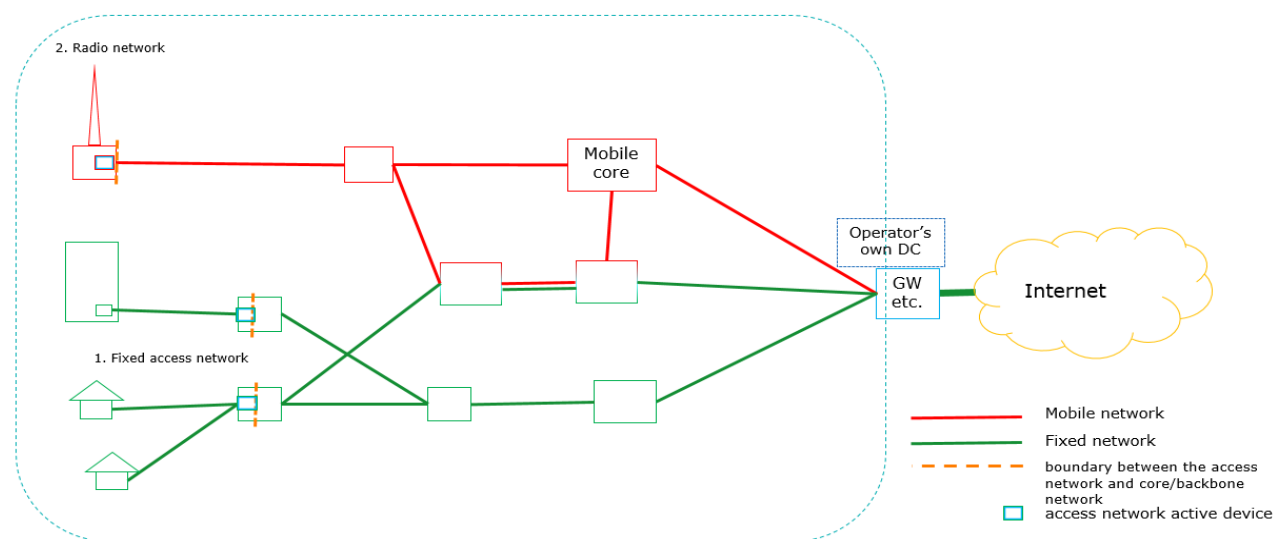 2. Radio network
Mobile
core
Operator’s
own DC
GW
etc.
Internet
1. Fixed access network
Mobile network
Fixed network
boundary between the access
network and core/backbone
network
access network active device